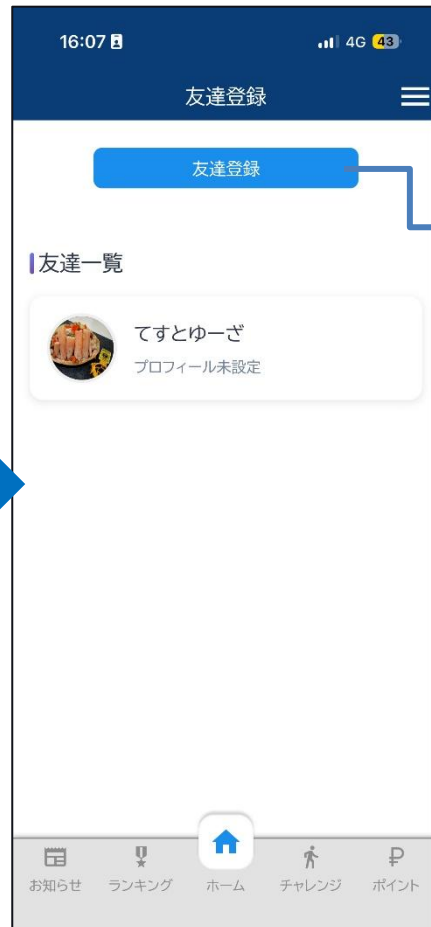 16:07 4G 43
友達登録
友達登録
友達一覧
てすとゆーざ
プロフィール未設定
お知らせ ランキング ホーム チャレンジ ポイント